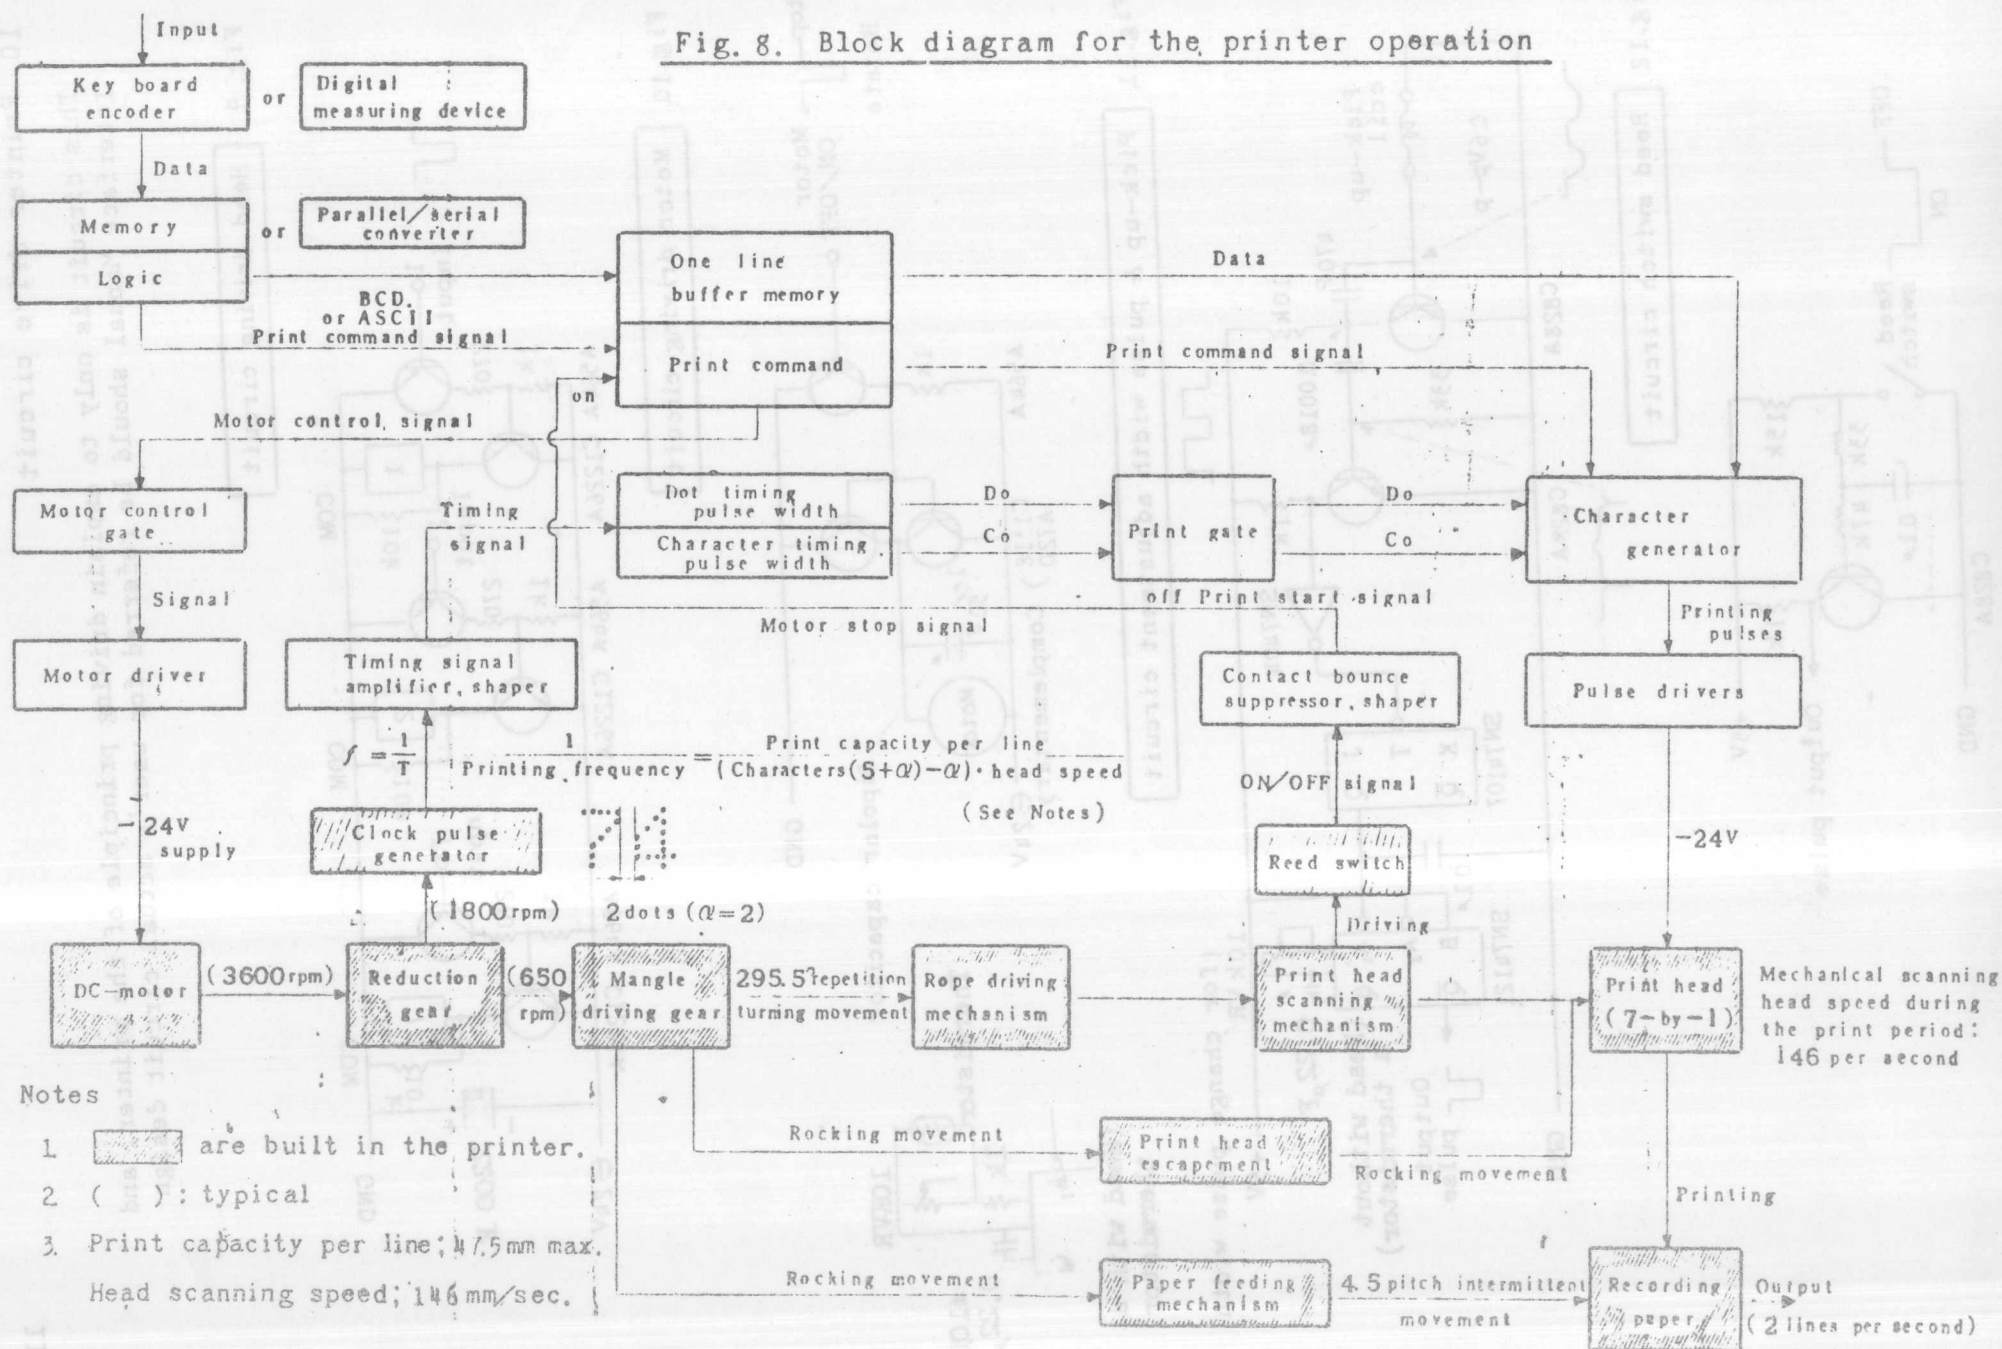 Fig. 8. Block diagram for the printer operation
Input
Key board
encoder
or
Digital
measuring device
Data
Memory
Logic
or
Parallel/serial
converter
BCD.
or ASCII
Print command signal
One line
buffer memory
Print command
Data
Print command signal
on
Motor control signal
Motor control
gate
Timing
signal
Dot timing
pulse width
Character timing
pulse width
Do
Co
Print gate
Do
Co
Character
generator
Signal
off Print start signal
Motor stop signal
Printing
pulses
Motor driver
Timing signal
amplifier, shaper
Contact bounce
suppressor, shaper
Pulse drivers
f = 1/T
1/Printing frequency = Print capacity per line/(Characters(5+α)−α)·head speed
(See Notes)
ON/OFF signal
−24V
supply
Clock pulse
generator
Reed switch
−24V
(1800rpm)
2dots (α=2)
Driving
DC-motor
(3600rpm)
Reduction
gear
(650
rpm)
Mangle
driving gear
295.5° repetition
turning movement
Rope driving
mechanism
Print head
scanning
mechanism
Print head
(7-by-1)
Mechanical scanning
head speed during
the print period:
146 per second
Notes
1. are built in the printer.
2. ( ): typical
3. Print capacity per line; 47.5mm max.
Head scanning speed; 146mm/sec.
Rocking movement
Print head
escapement
Rocking movement
Printing
Rocking movement
Paper feeding
mechanism
4.5 pitch intermittent
movement
Recording
paper
Output
(2 lines per second)